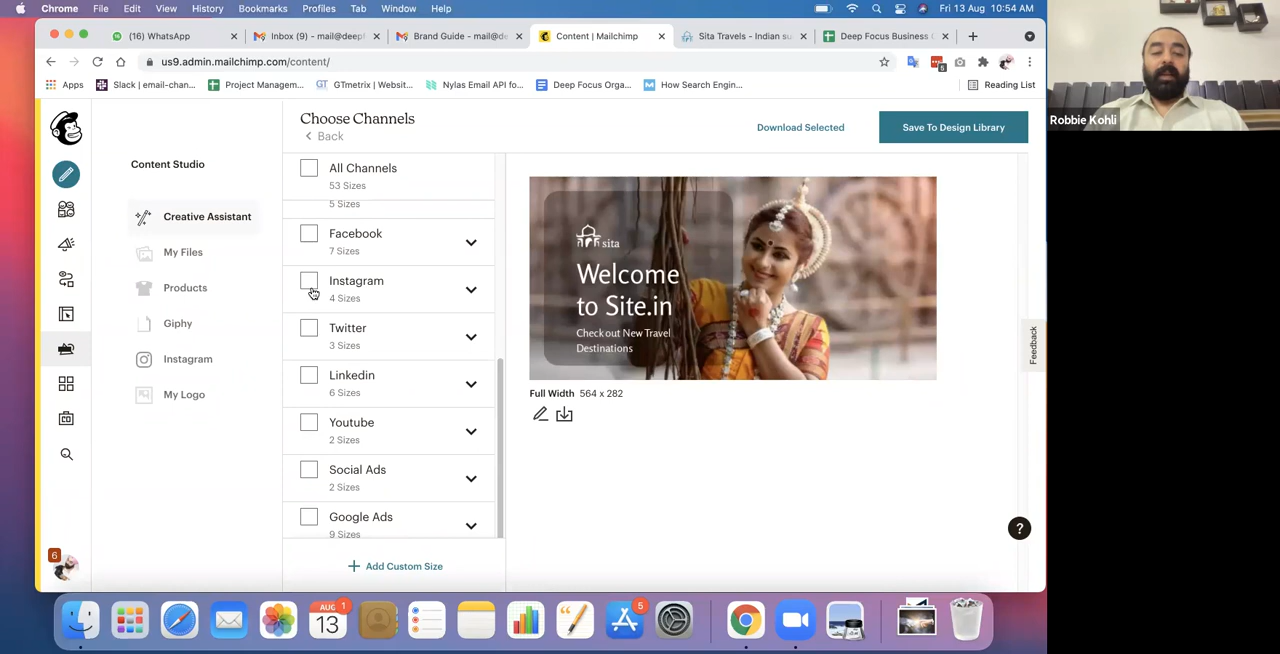 Chrome File Edit View History Bookmarks Profiles Tab Window Help Fri 13 Aug 10:54 AM
(16) WhatsApp Inbox (9) - mail@deep Brand Guide - mail@de Content | Mailchimp Sita Travels - Indian su Deep Focus Business
us9.admin.mailchimp.com/content/
6
Apps Slack | email-chan... Project Managem... GTmetrix | Websit... Nylas Email API fo... Deep Focus Orga... How Search Engin... Reading List
Robbie Kohli
Choose Channels
Back
Download Selected
Save To Design Library
Content Studio
Creative Assistant
My Files
Products
Giphy
Instagram
My Logo
All Channels
53 Sizes
5 Sizes
Facebook
7 Sizes
Instagram
4 Sizes
Twitter
3 Sizes
Linkedin
6 Sizes
Youtube
2 Sizes
Social Ads
2 Sizes
Google Ads
9 Sizes
Add Custom Size
sita
Welcome
to Site.in
Check out New Travel
Destinations
Full Width 564 x 282
Feedback
?
6
AUG 1
13
5